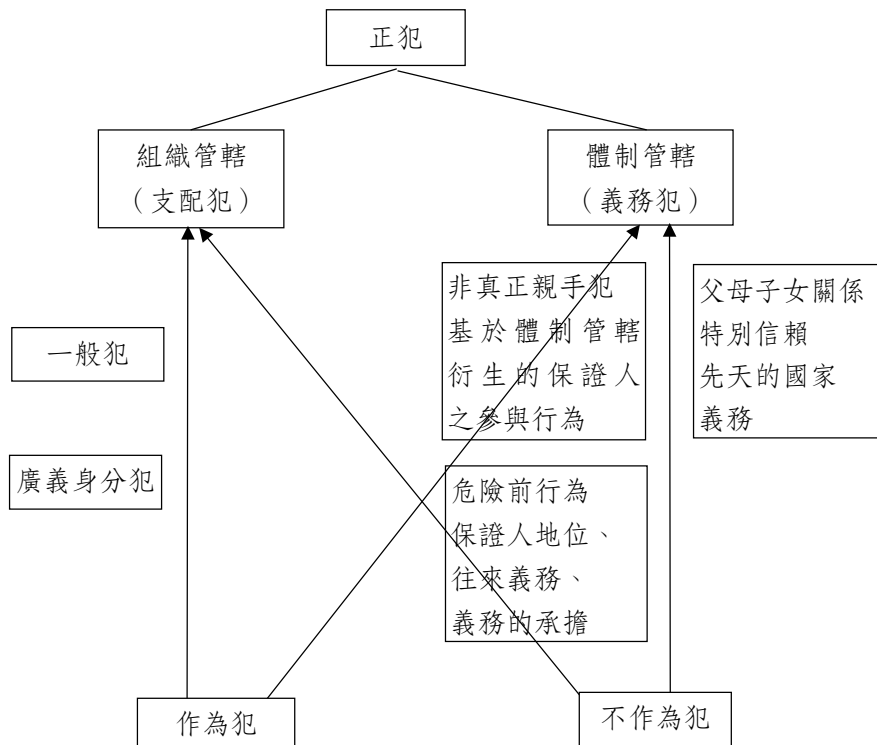 正犯
組織管轄
（支配犯）
體制管轄
（義務犯）
非真正親手犯
基於體制管轄
衍生的保證人
之參與行為
父母子女關係
特別信賴
先天的國家
義務
一般犯
廣義身分犯
危險前行為
保證人地位、
往來義務、
義務的承擔
作為犯
不作為犯